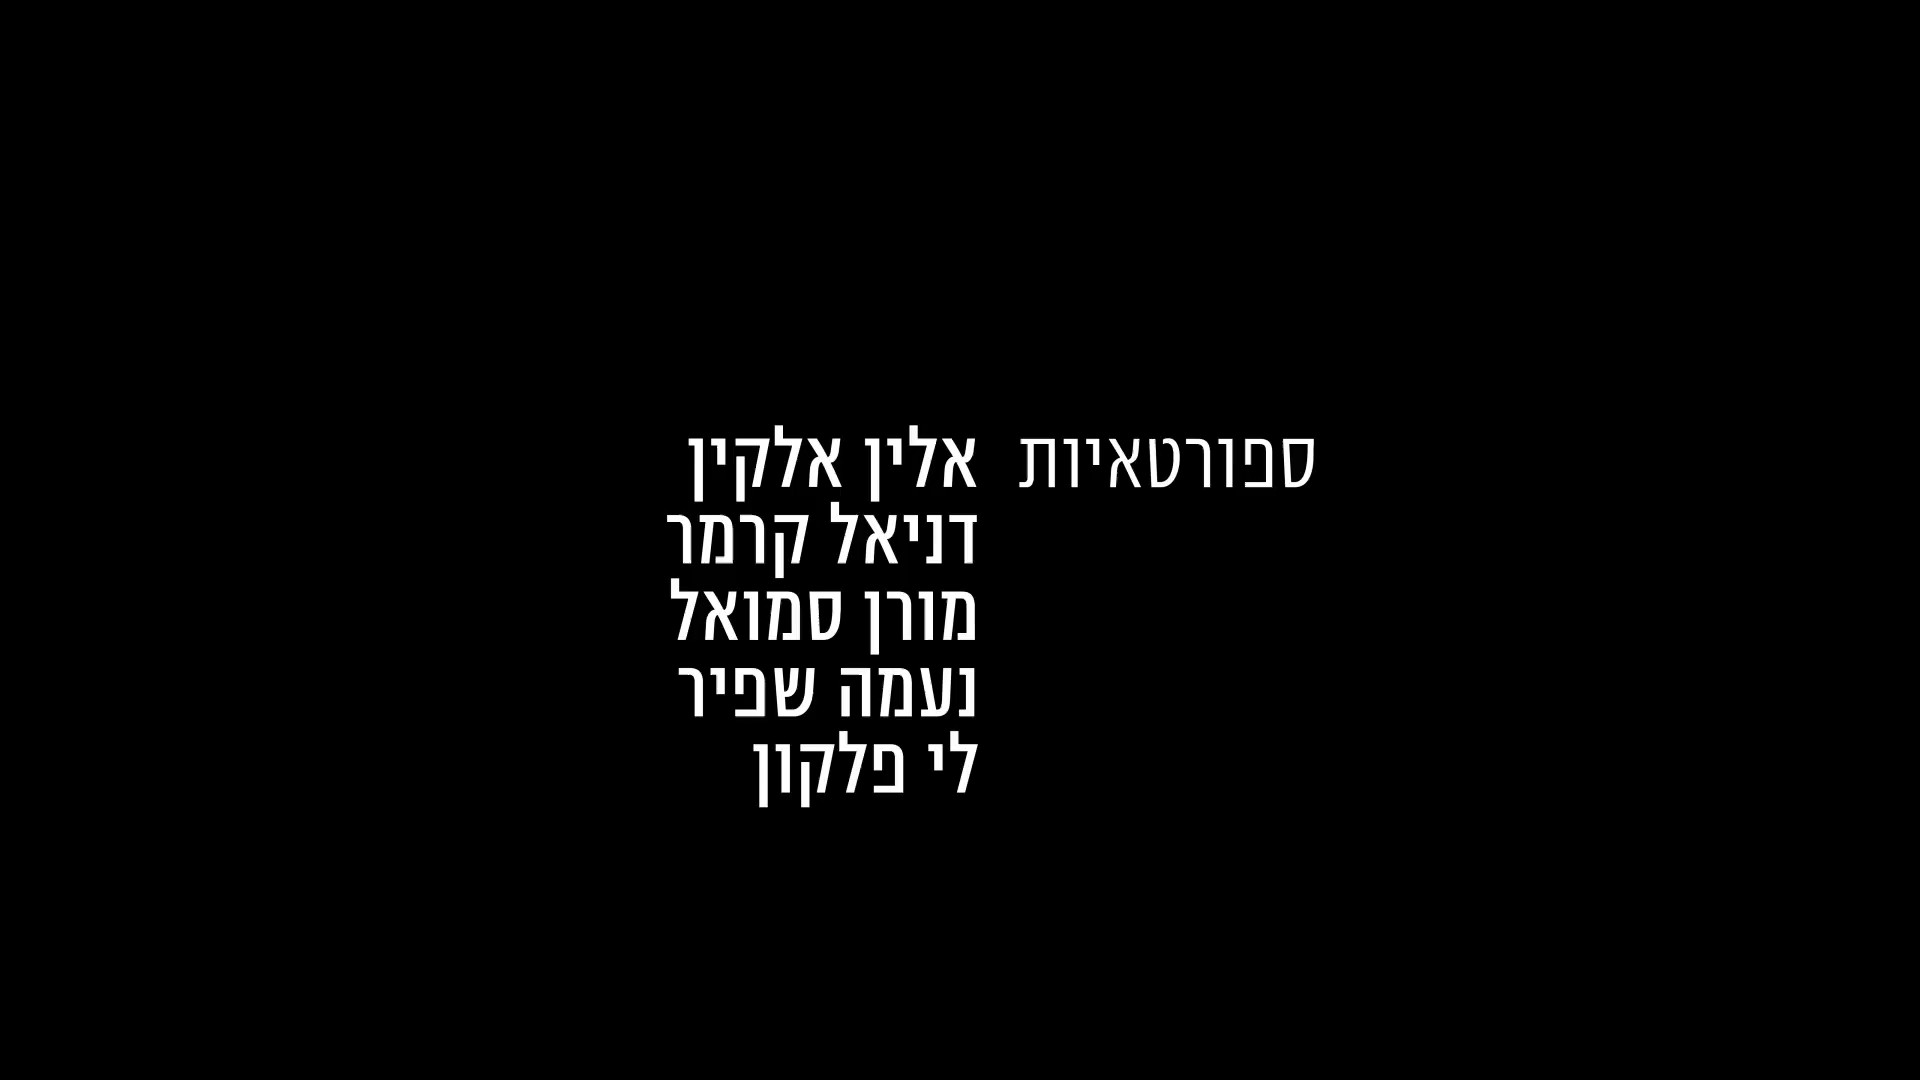 ספורטאיות אלין אלקין
דניאל קרמר
מורן סמואל
נעמה שפיר
לי פלקון